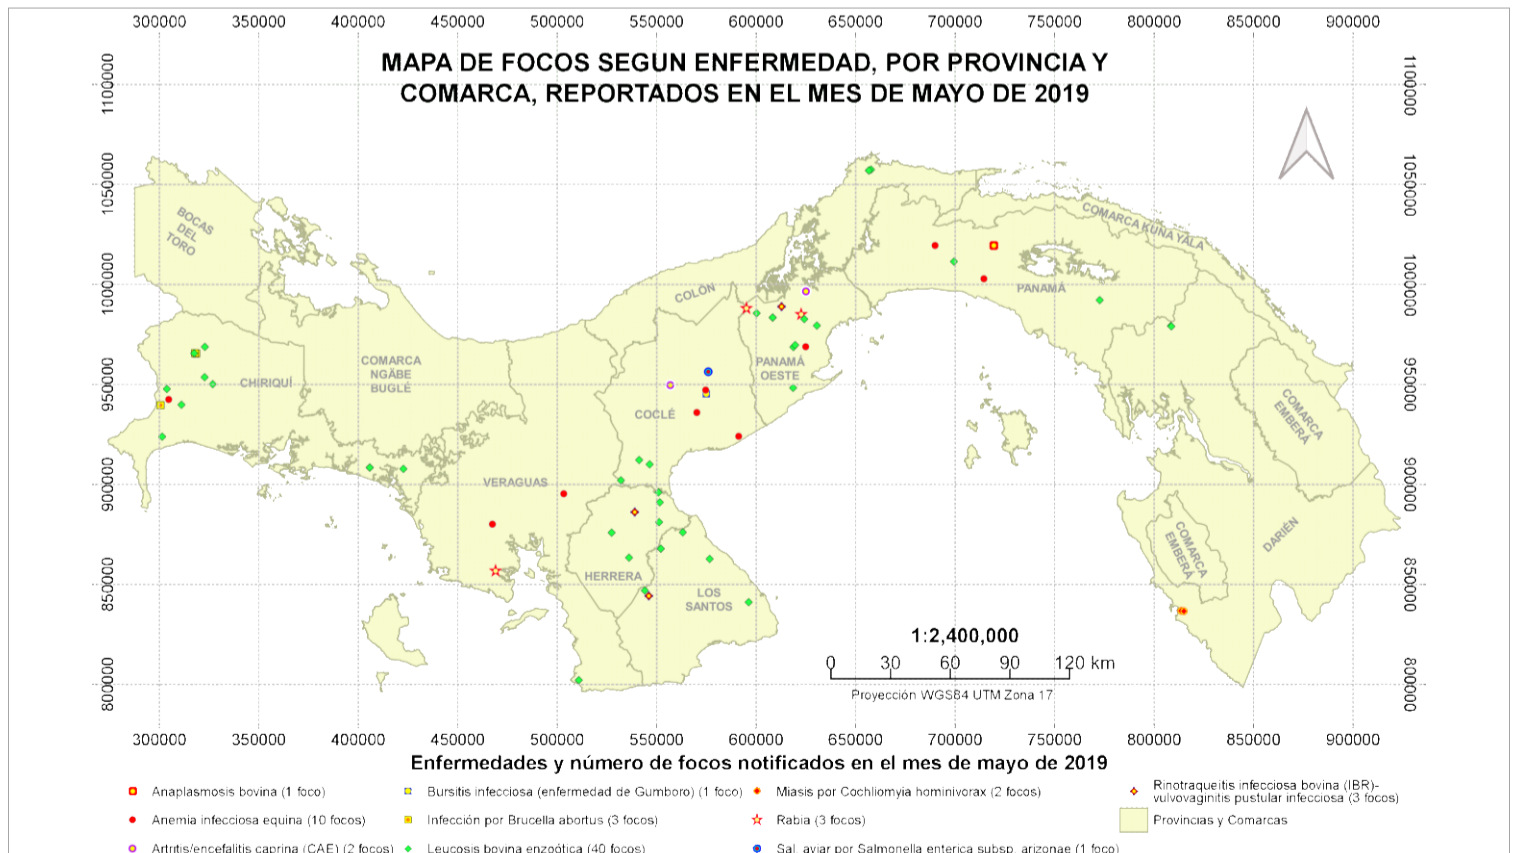 300000 350000 400000 450000 500000 550000 600000 650000 700000 750000 800000 850000 900000
MAPA DE FOCOS SEGUN ENFERMEDAD, POR PROVINCIA Y
COMARCA, REPORTADOS EN EL MES DE MAYO DE 2019
1100000
1050000
1000000
950000
900000
850000
800000
1100000
1050000
1000000
950000
900000
850000
800000
BOCAS
DEL
TORO
COMARCA KUNA YALA
COLÓN
PANAMÁ
CHIRIQUÍ
COMARCA
NGÄBE
BUGLÉ
PANAMÁ
OESTE
COCLÉ
COMARCA
EMBERÁ
VERAGUAS
DARIÉN
COMARCA
EMBERÁ
HERRERA
LOS
SANTOS
1:2,400,000
0 30 60 90 120 km
Proyección WGS84 UTM Zona 17
300000 350000 400000 450000 500000 550000 600000 650000 700000 750000 800000 850000 900000
Enfermedades y número de focos notificados en el mes de mayo de 2019
Anaplasmosis bovina (1 foco)
Anemia infecciosa equina (10 focos)
Artritis/encefalitis caprina (CAE) (2 focos)
Bursitis infecciosa (enfermedad de Gumboro) (1 foco)
Infección por Brucella abortus (3 focos)
Leucosis bovina enzoótica (40 focos)
Miasis por Cochliomyia hominivorax (2 focos)
Rabia (3 focos)
Sal. aviar por Salmonella enterica subsp. arizonae (1 foco)
Rinotraqueitis infecciosa bovina (IBR)-
vulvovaginitis pustular infecciosa (3 focos)
Provincias y Comarcas